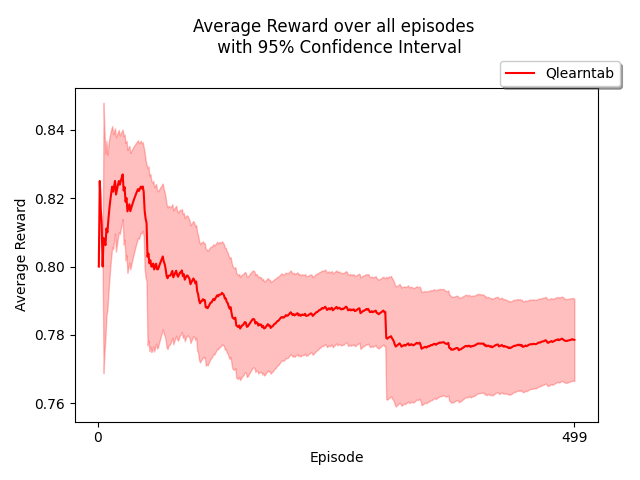 Average Reward over all episodes
with 95% Confidence Interval
Qlearntab
Average Reward
0.84
0.82
0.80
0.78
0.76
0
499
Episode